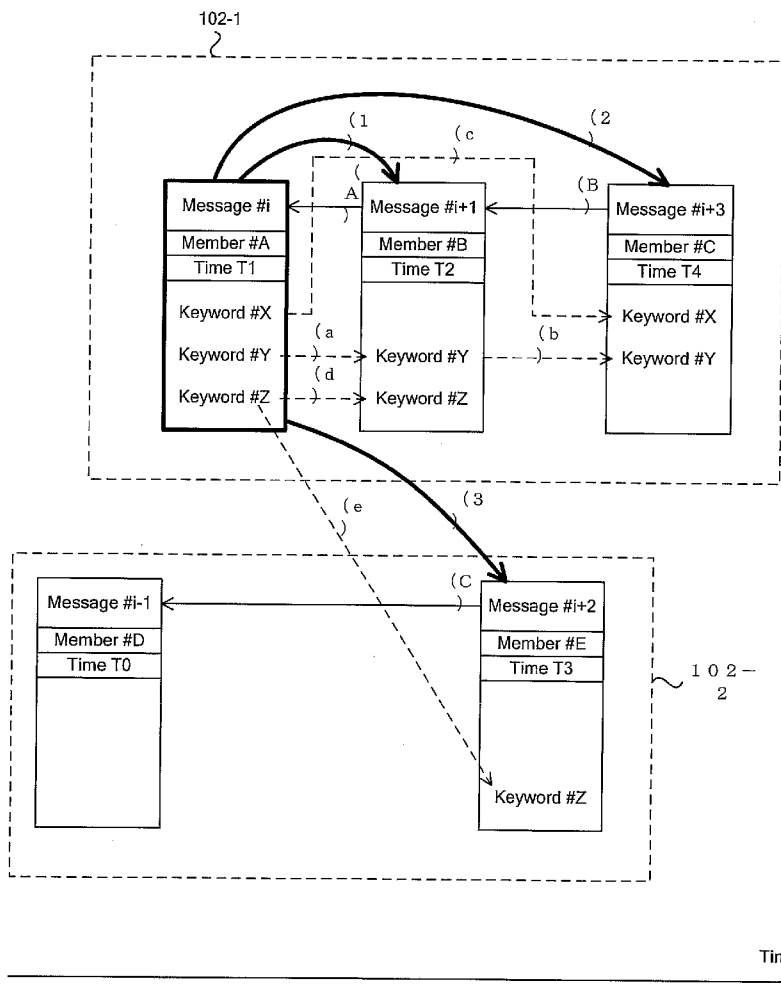 102-1
(1
(2
(c
(
A
(B
Message #i
Message #i+1
Message #i+3
Member #A
Member #B
Member #C
Time T1
Time T2
Time T4
Keyword #X
Keyword #X
(a
(b
Keyword #Y
Keyword #Y
Keyword #Y
(d
Keyword #Z
Keyword #Z
(e
(3
(C
Message #i-1
Message #i+2
Member #D
Member #E
Time T0
Time T3
102-
2
Keyword #Z
Tim